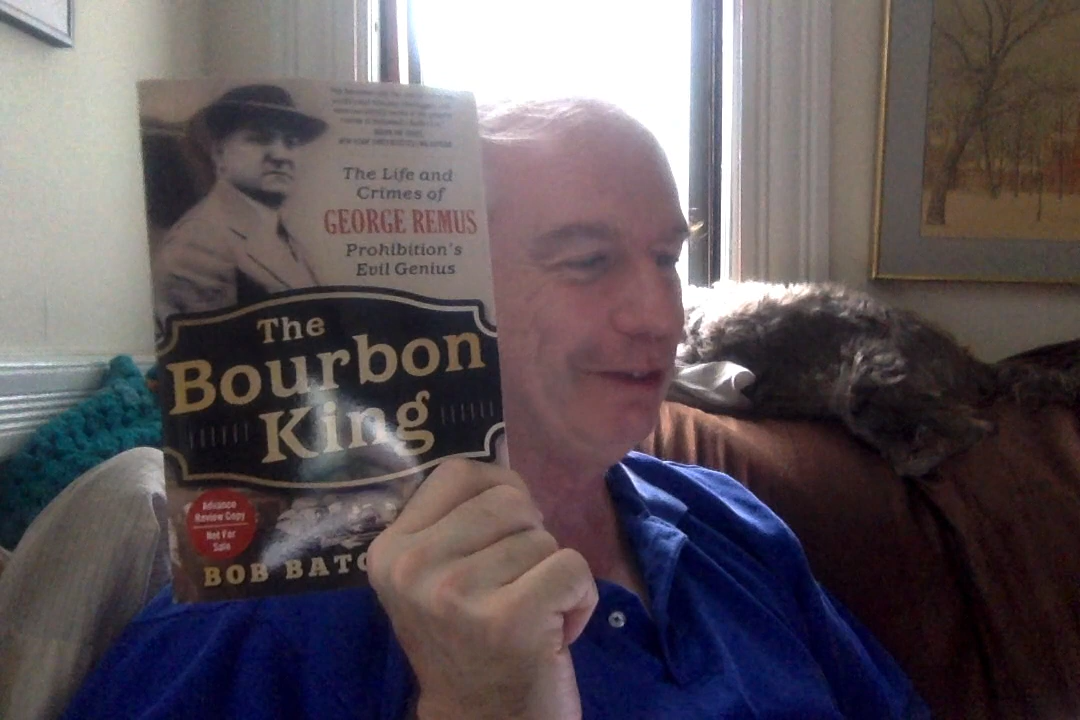 The Life and
Crimes of
GEORGE REMUS
Prohibition's
Evil Genius
The
Bourbon
King
Advance
Review Copy
Not For
Sale
BOB BATC